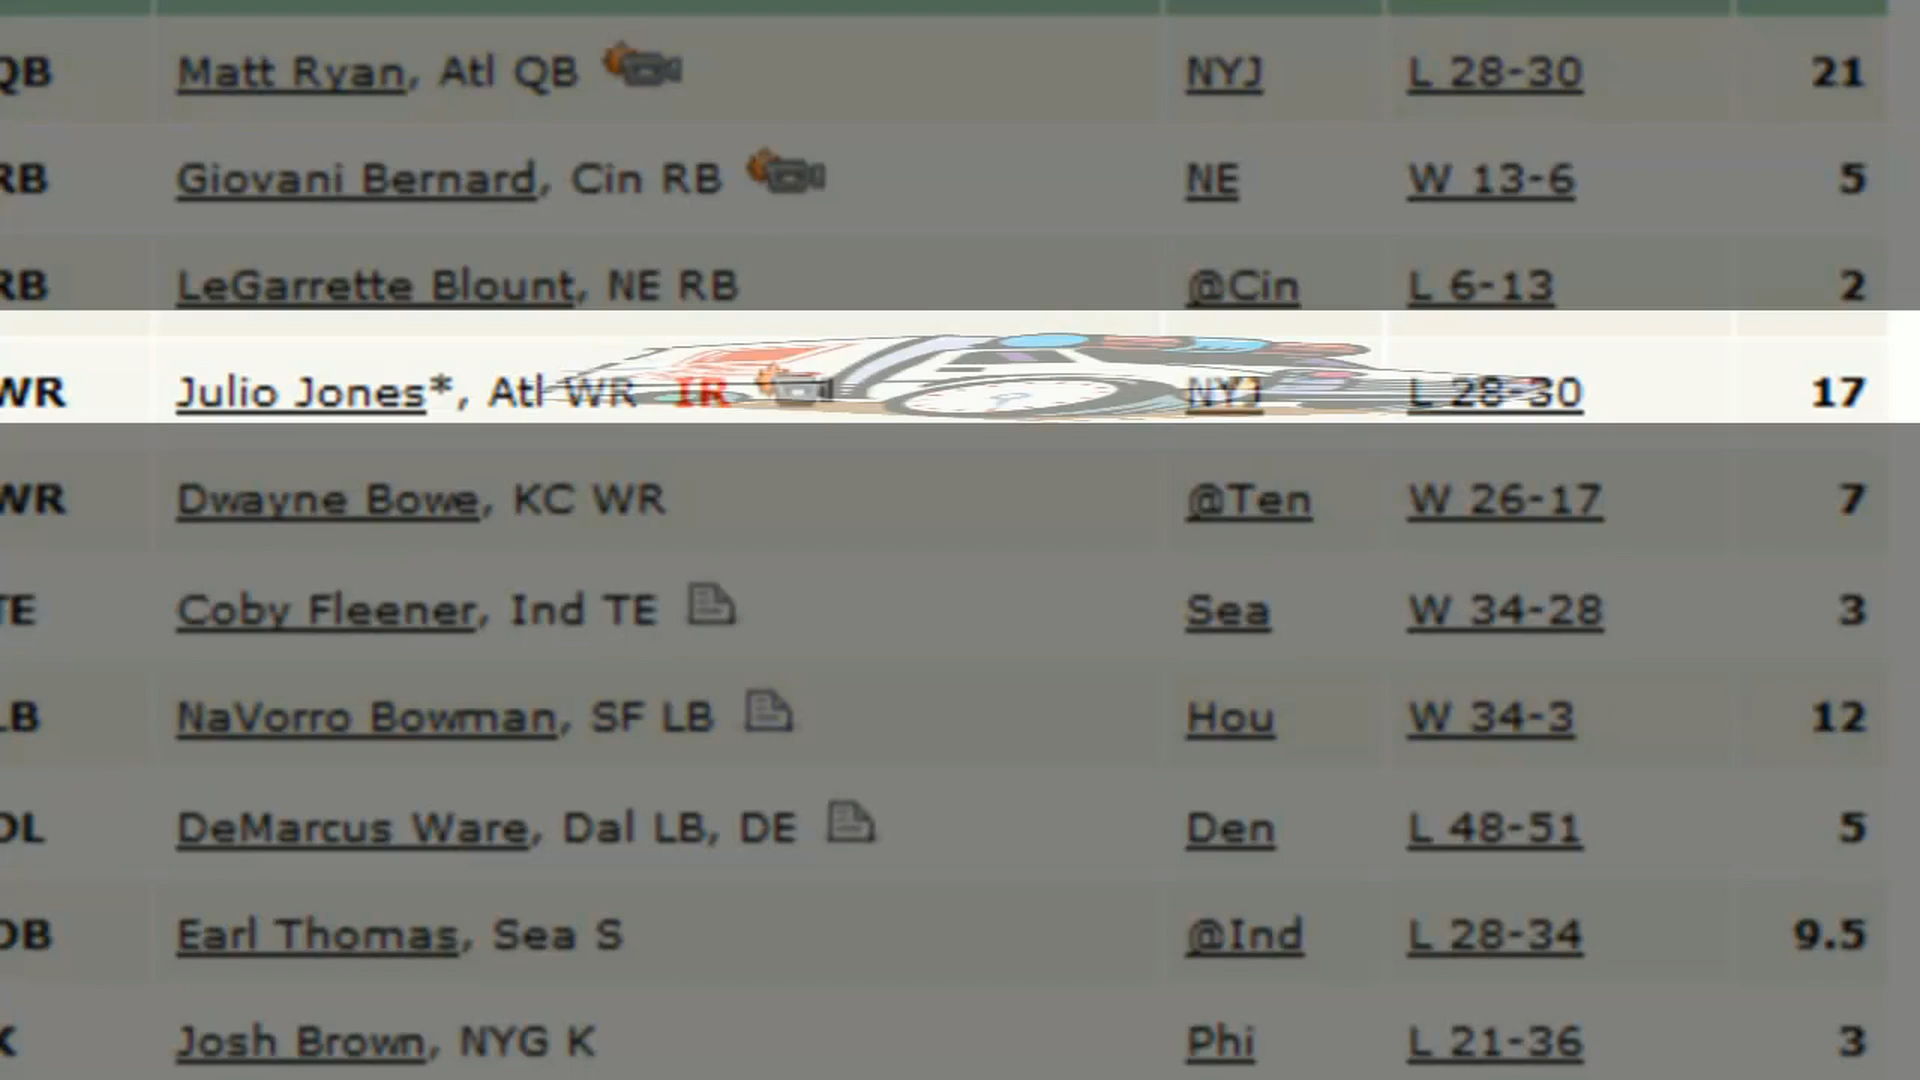 QB Matt Ryan, Atl QB NYJ L 28-30 21
RB Giovani Bernard, Cin RB NE W 13-6 5
RB LeGarrette Blount, NE RB @Cin L 6-13 2
WR Julio Jones*, Atl WR IR NYJ L 28-30 17
WR Dwayne Bowe, KC WR @Ten W 26-17 7
TE Coby Fleener, Ind TE Sea W 34-28 3
LB NaVorro Bowman, SF LB Hou W 34-3 12
DL DeMarcus Ware, Dal LB, DE Den L 48-51 5
DB Earl Thomas, Sea S @Ind L 28-34 9.5
K Josh Brown, NYG K Phi L 21-36 3